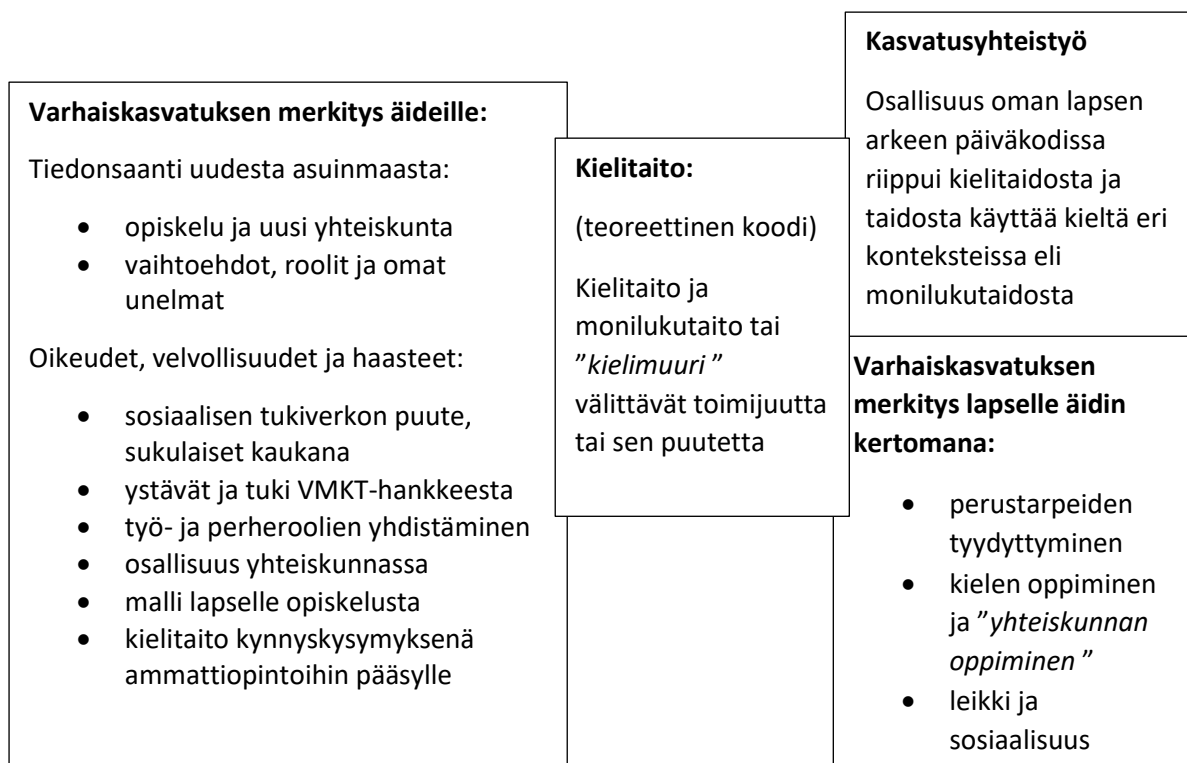 Varhaiskasvatuksen merkitys äideille:
Tiedonsaanti uudesta asuinmaasta:
• opiskelu ja uusi yhteiskunta
• vaihtoehdot, roolit ja omat
unelmat
Oikeudet, velvollisuudet ja haasteet:
• sosiaalisen tukiverkon puute,
sukulaiset kaukana
• ystävät ja tuki VMKT-hankkeesta
• työ- ja perheroolien yhdistäminen
• osallisuus yhteiskunnassa
• malli lapselle opiskelusta
• kielitaito kynnyskysymyksenä
ammattiopintoihin pääsylle
Kielitaito:
(teoreettinen koodi)
Kielitaito ja
monilukutaito tai
”kielimuuri ”
välittävät toimijuutta
tai sen puutetta
Kasvatusyhteistyö
Osallisuus oman lapsen
arkeen päiväkodissa
riippui kielitaidosta ja
taidosta käyttää kieltä eri
konteksteissa eli
monilukutaidosta
Varhaiskasvatuksen
merkitys lapselle äidin
kertomana:
• perustarpeiden
tyydyttyminen
• kielen oppiminen
ja ”yhteiskunnan
oppiminen ”
• leikki ja
sosiaalisuus